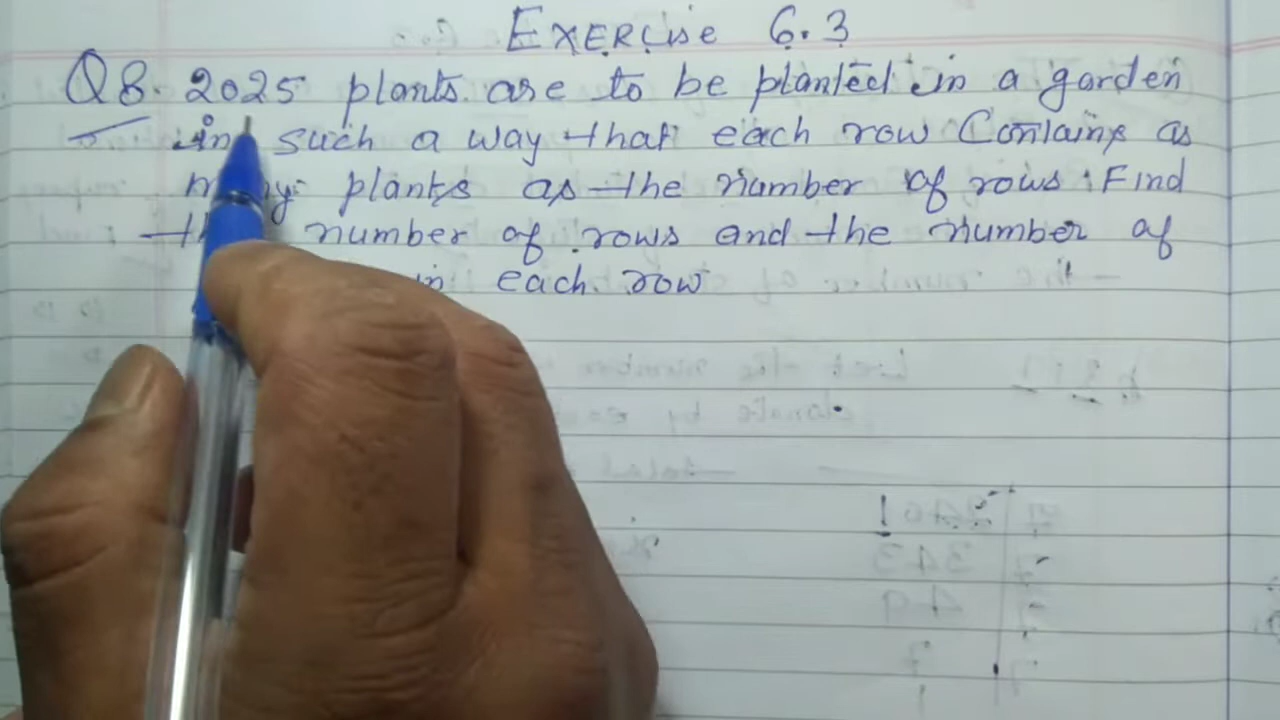 Exercise 6.3
Q8. 2025 plants are to be planted in a garden
in such a way that each row Contains as
plants as the number of rows. Find
number of rows and the number of
in each row